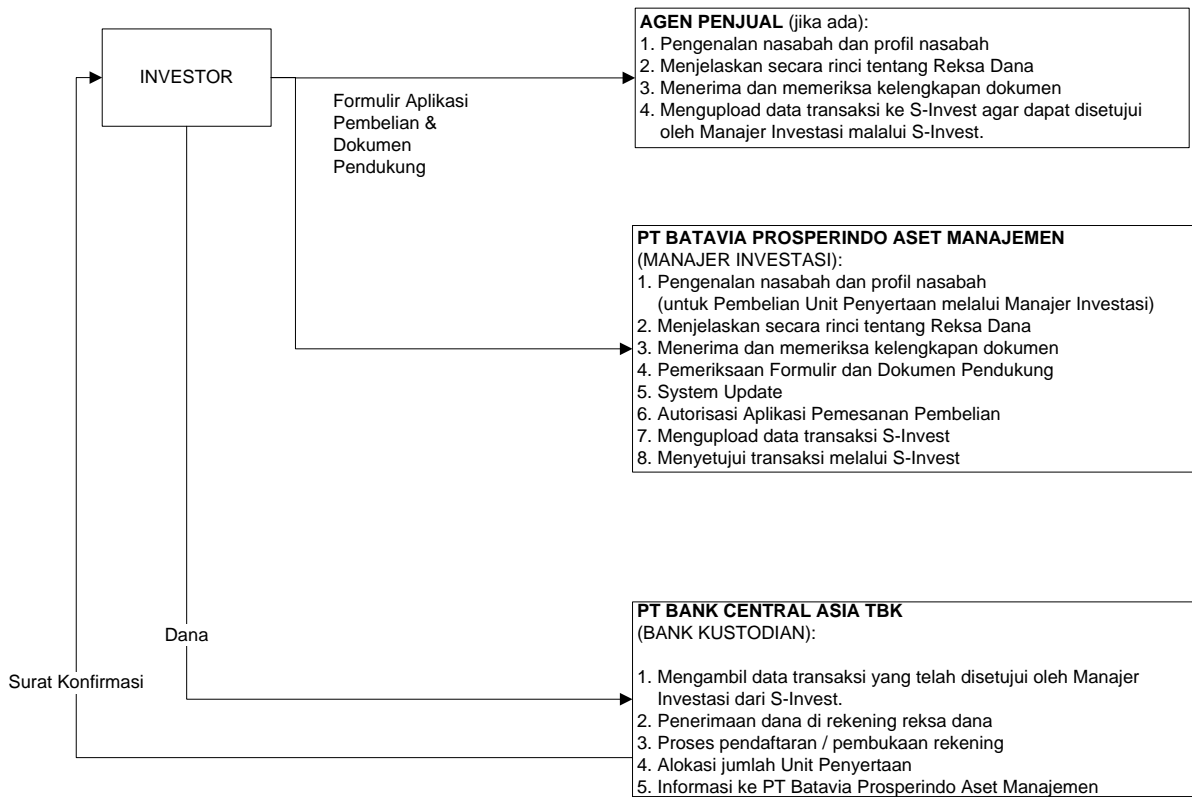 INVESTOR
Formulir Aplikasi
Pembelian &
Dokumen
Pendukung
AGEN PENJUAL (jika ada):
1. Pengenalan nasabah dan profil nasabah
2. Menjelaskan secara rinci tentang Reksa Dana
3. Menerima dan memeriksa kelengkapan dokumen
4. Mengupload data transaksi ke S-Invest agar dapat disetujui
oleh Manajer Investasi malalui S-Invest.
PT BATAVIA PROSPERINDO ASET MANAJEMEN
(MANAJER INVESTASI):
1. Pengenalan nasabah dan profil nasabah
(untuk Pembelian Unit Penyertaan melalui Manajer Investasi)
2. Menjelaskan secara rinci tentang Reksa Dana
3. Menerima dan memeriksa kelengkapan dokumen
4. Pemeriksaan Formulir dan Dokumen Pendukung
5. System Update
6. Autorisasi Aplikasi Pemesanan Pembelian
7. Mengupload data transaksi S-Invest
8. Menyetujui transaksi melalui S-Invest
Dana
Surat Konfirmasi
PT BANK CENTRAL ASIA TBK
(BANK KUSTODIAN):
1. Mengambil data transaksi yang telah disetujui oleh Manajer
Investasi dari S-Invest.
2. Penerimaan dana di rekening reksa dana
3. Proses pendaftaran / pembukaan rekening
4. Alokasi jumlah Unit Penyertaan
5. Informasi ke PT Batavia Prosperindo Aset Manajemen